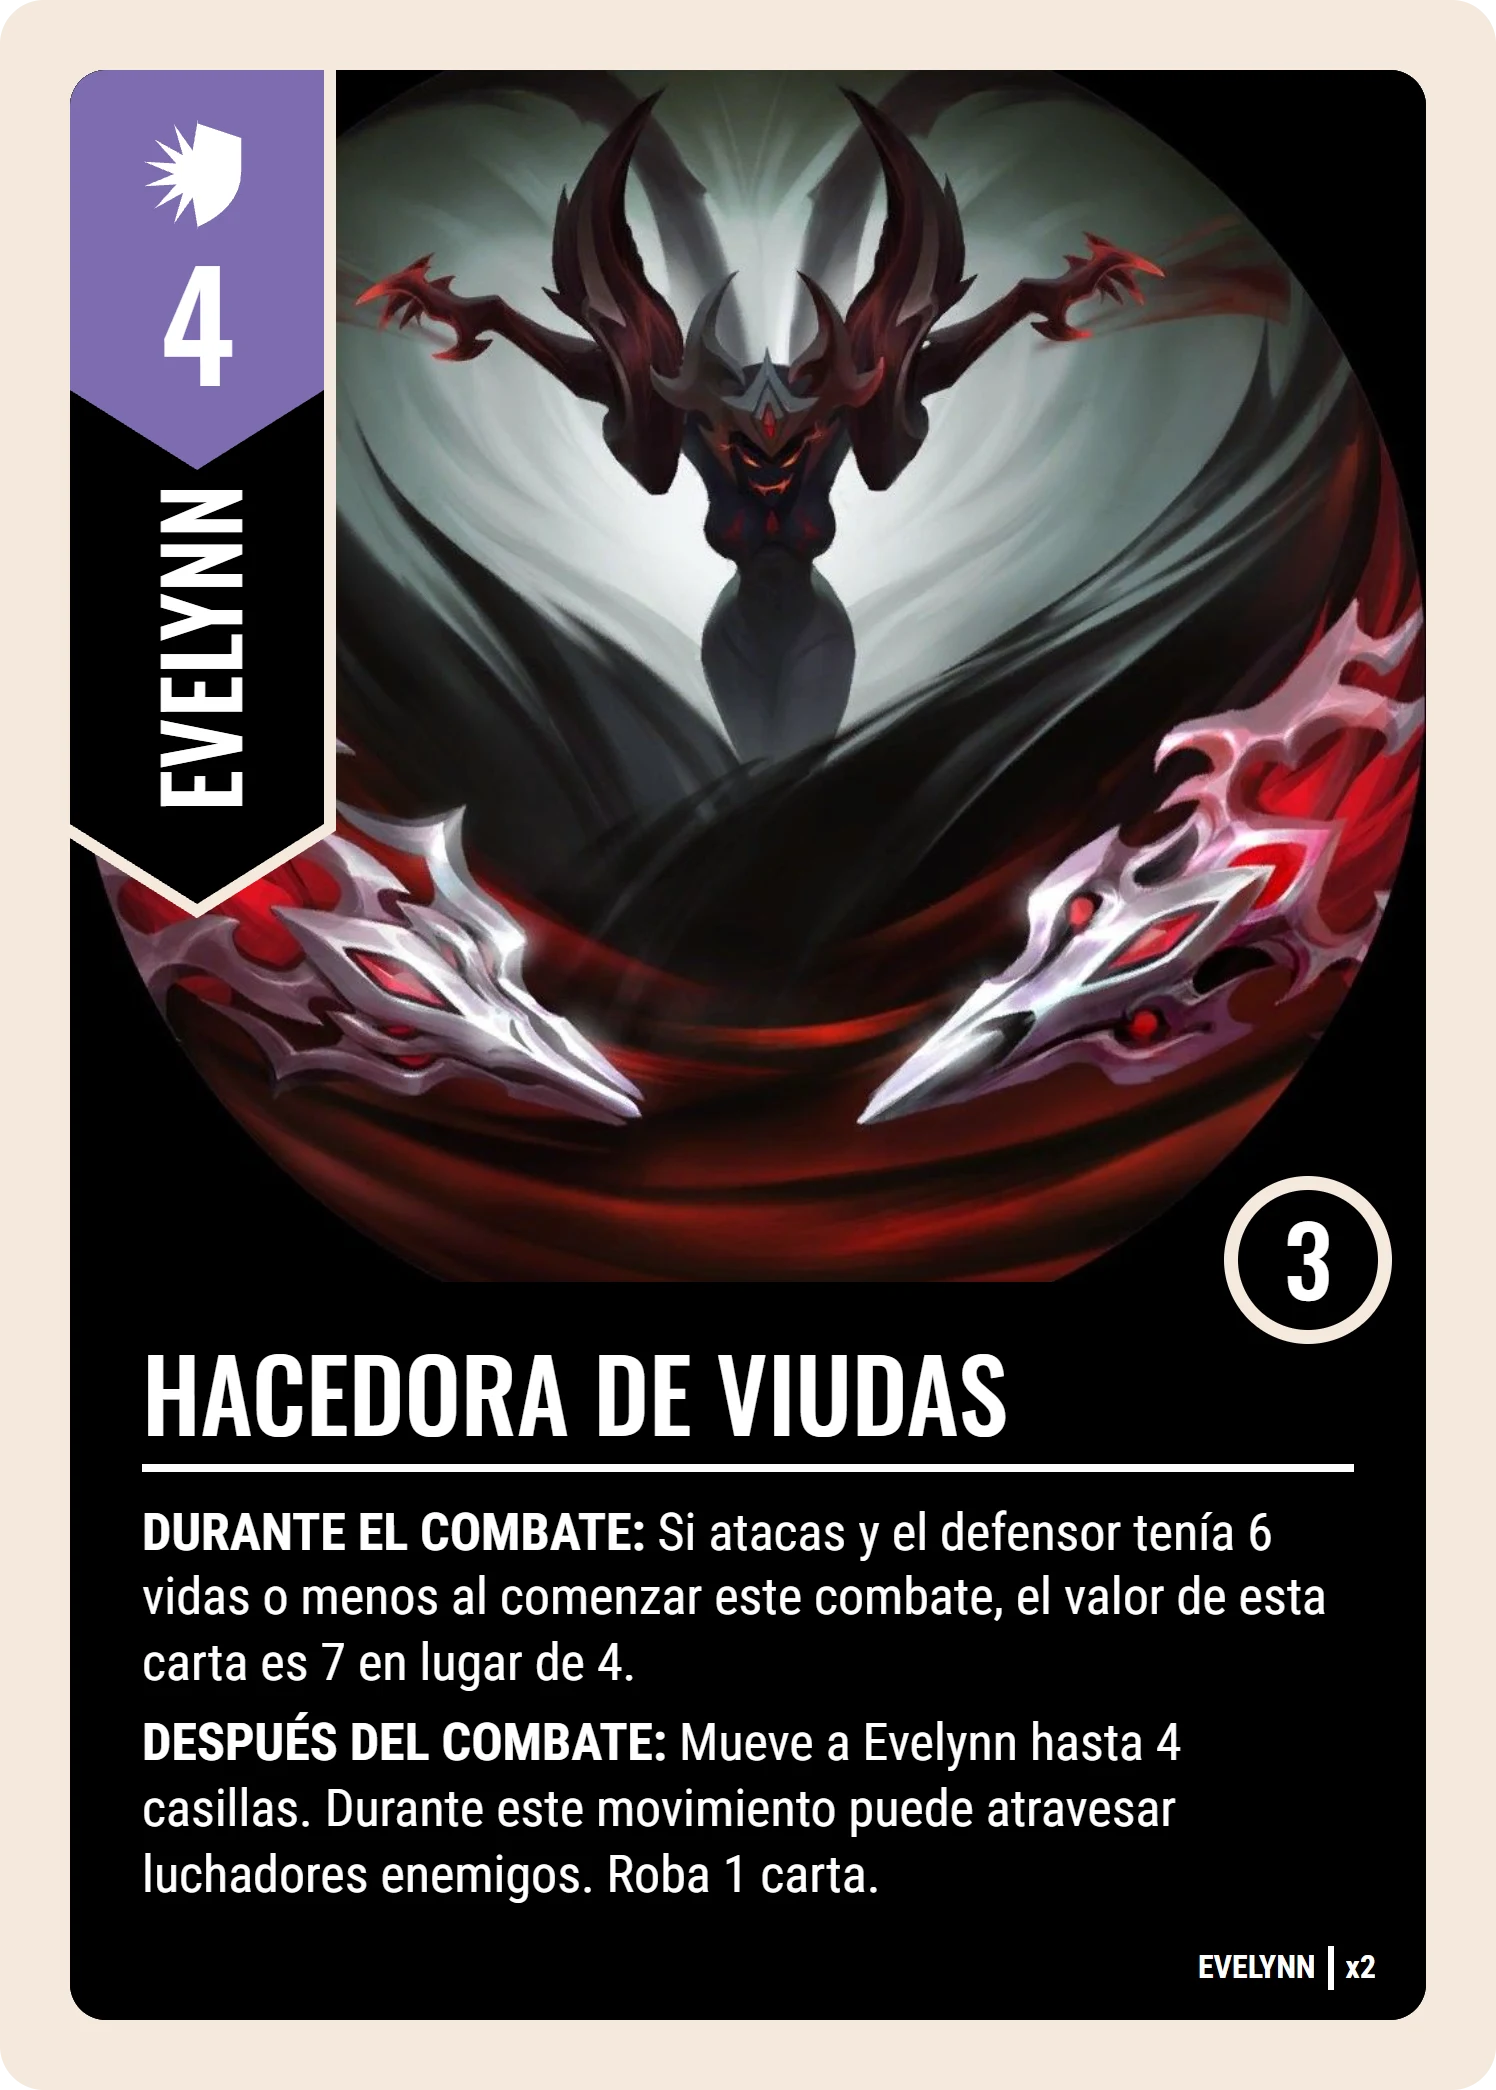 4
EVELYNN
3
HACEDORA DE VIUDAS
DURANTE EL COMBATE: Si atacas y el defensor tenía 6
vidas o menos al comenzar este combate, el valor de esta
carta es 7 en lugar de 4.
DESPUÉS DEL COMBATE: Mueve a Evelynn hasta 4
casillas. Durante este movimiento puede atravesar
luchadores enemigos. Roba 1 carta.
EVELYNN | x2